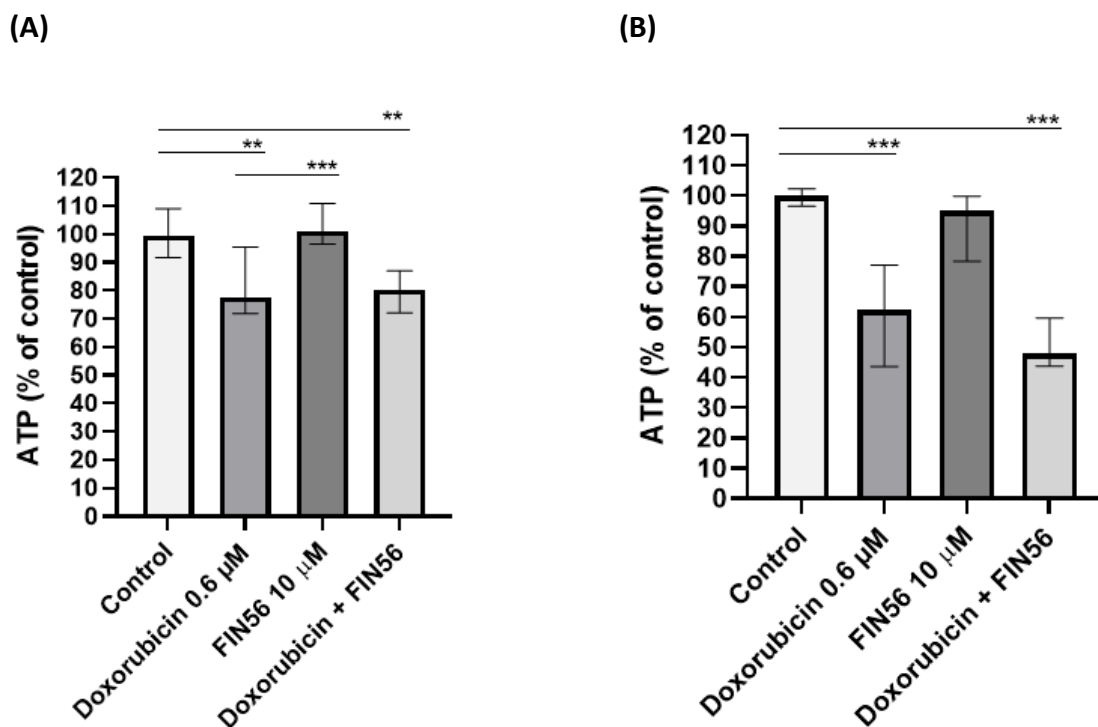 (A)
**
**
***
120
110
100
90
80
70
60
50
40
30
20
10
0
ATP (% of control)
Control
Doxorubicin 0.6 µM
FIN56 10 μM
Doxorubicin + FIN56
(B)
***
***
120
110
100
90
80
70
60
50
40
30
20
10
0
ATP (% of control)
Control
Doxorubicin 0.6 µM
FIN56 10 μM
Doxorubicin + FIN56